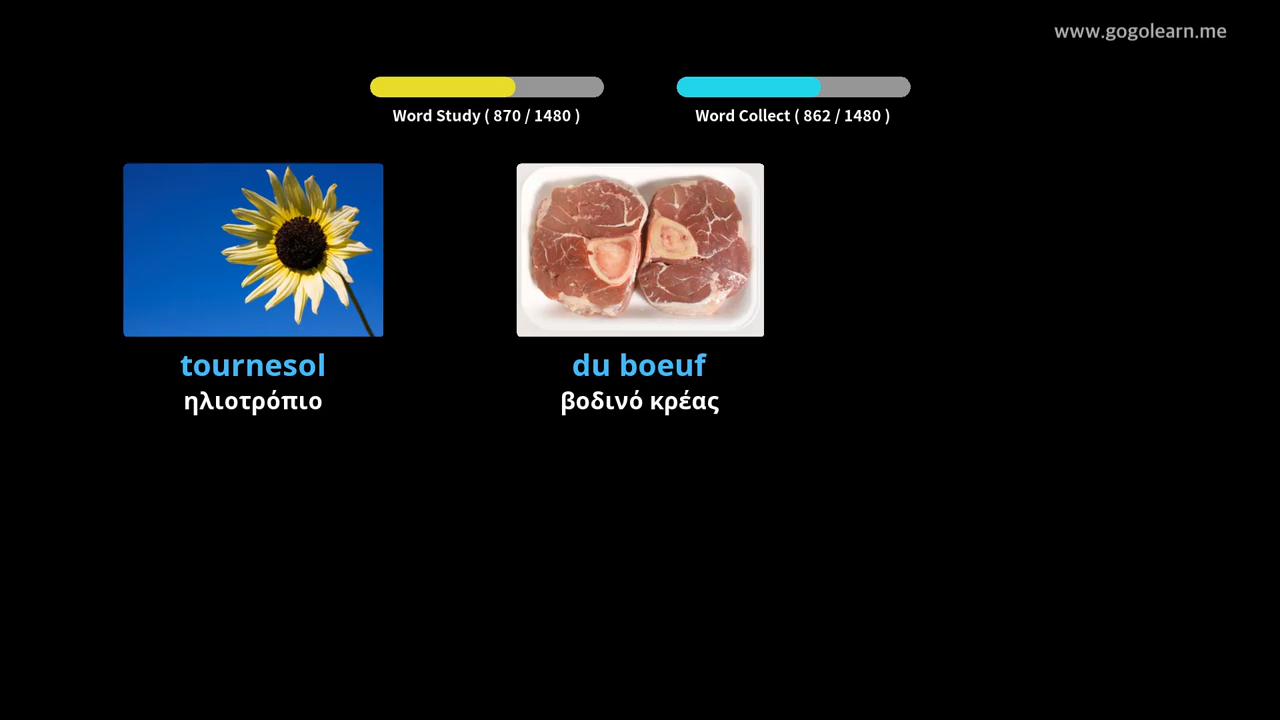 www.gogolearn.me
Word Study ( 870 / 1480 )
Word Collect ( 862 / 1480 )
tournesol
ηλιοτρόπιο
du boeuf
βοδινό κρέας